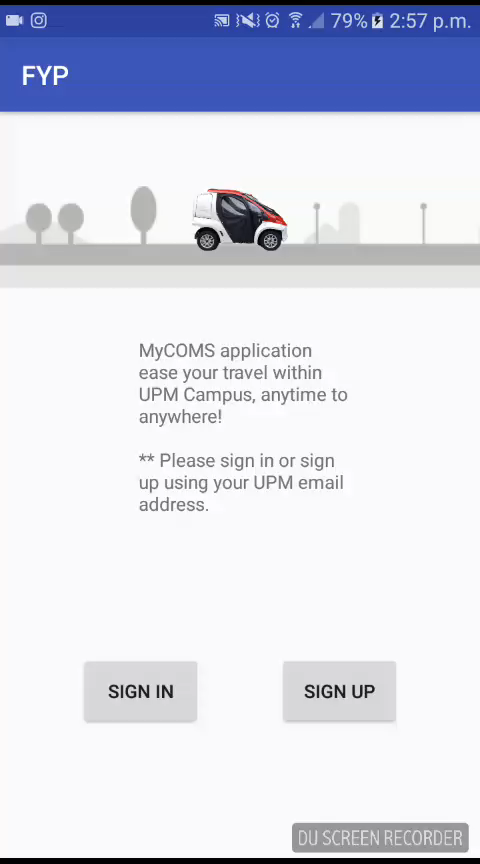 79% 2:57 p.m.
FYP
MyCOMS application
ease your travel within
UPM Campus, anytime to
anywhere!
** Please sign in or sign
up using your UPM email
address.
SIGN IN
SIGN UP
DU SCREEN RECORDER